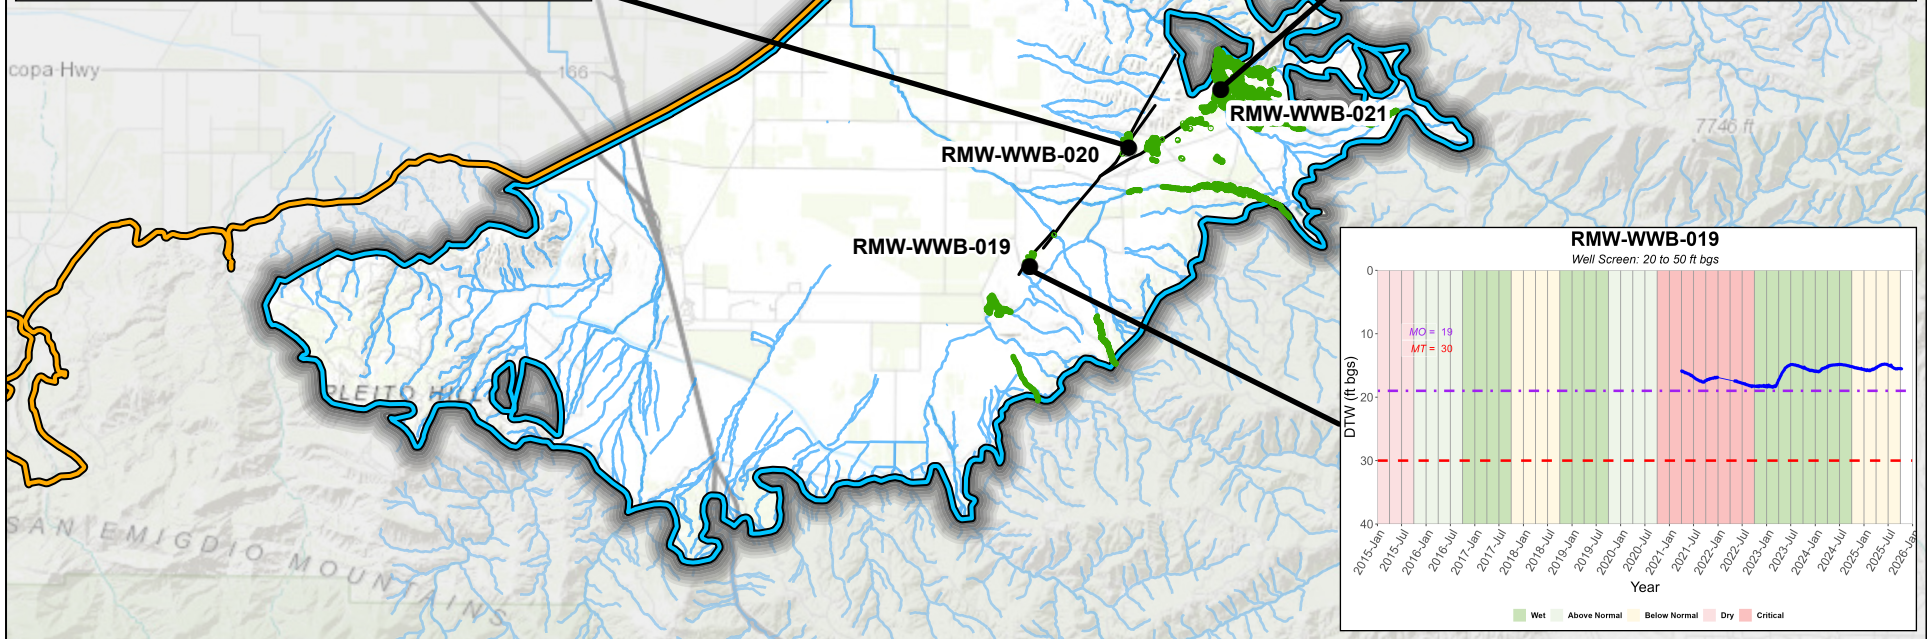 copa Hwy
166
7746 ft
RMW-WWB-021
RMW-WWB-020
RMW-WWB-019
PLEITO HILLS
SAN EMIGDIO MOUNTAINS
RMW-WWB-019
Well Screen: 20 to 50 ft bgs
0
10
20
30
40
MO = 19
MT = 30
DTW (ft bgs)
2015-Jan
2015-Jul
2016-Jan
2016-Jul
2017-Jan
2017-Jul
2018-Jan
2018-Jul
2019-Jan
2019-Jul
2020-Jan
2020-Jul
2021-Jan
2021-Jul
2022-Jan
2022-Jul
2023-Jan
2023-Jul
2024-Jan
2024-Jul
2025-Jan
2025-Jul
2026-Jan
Year
Wet Above Normal Below Normal Dry Critical